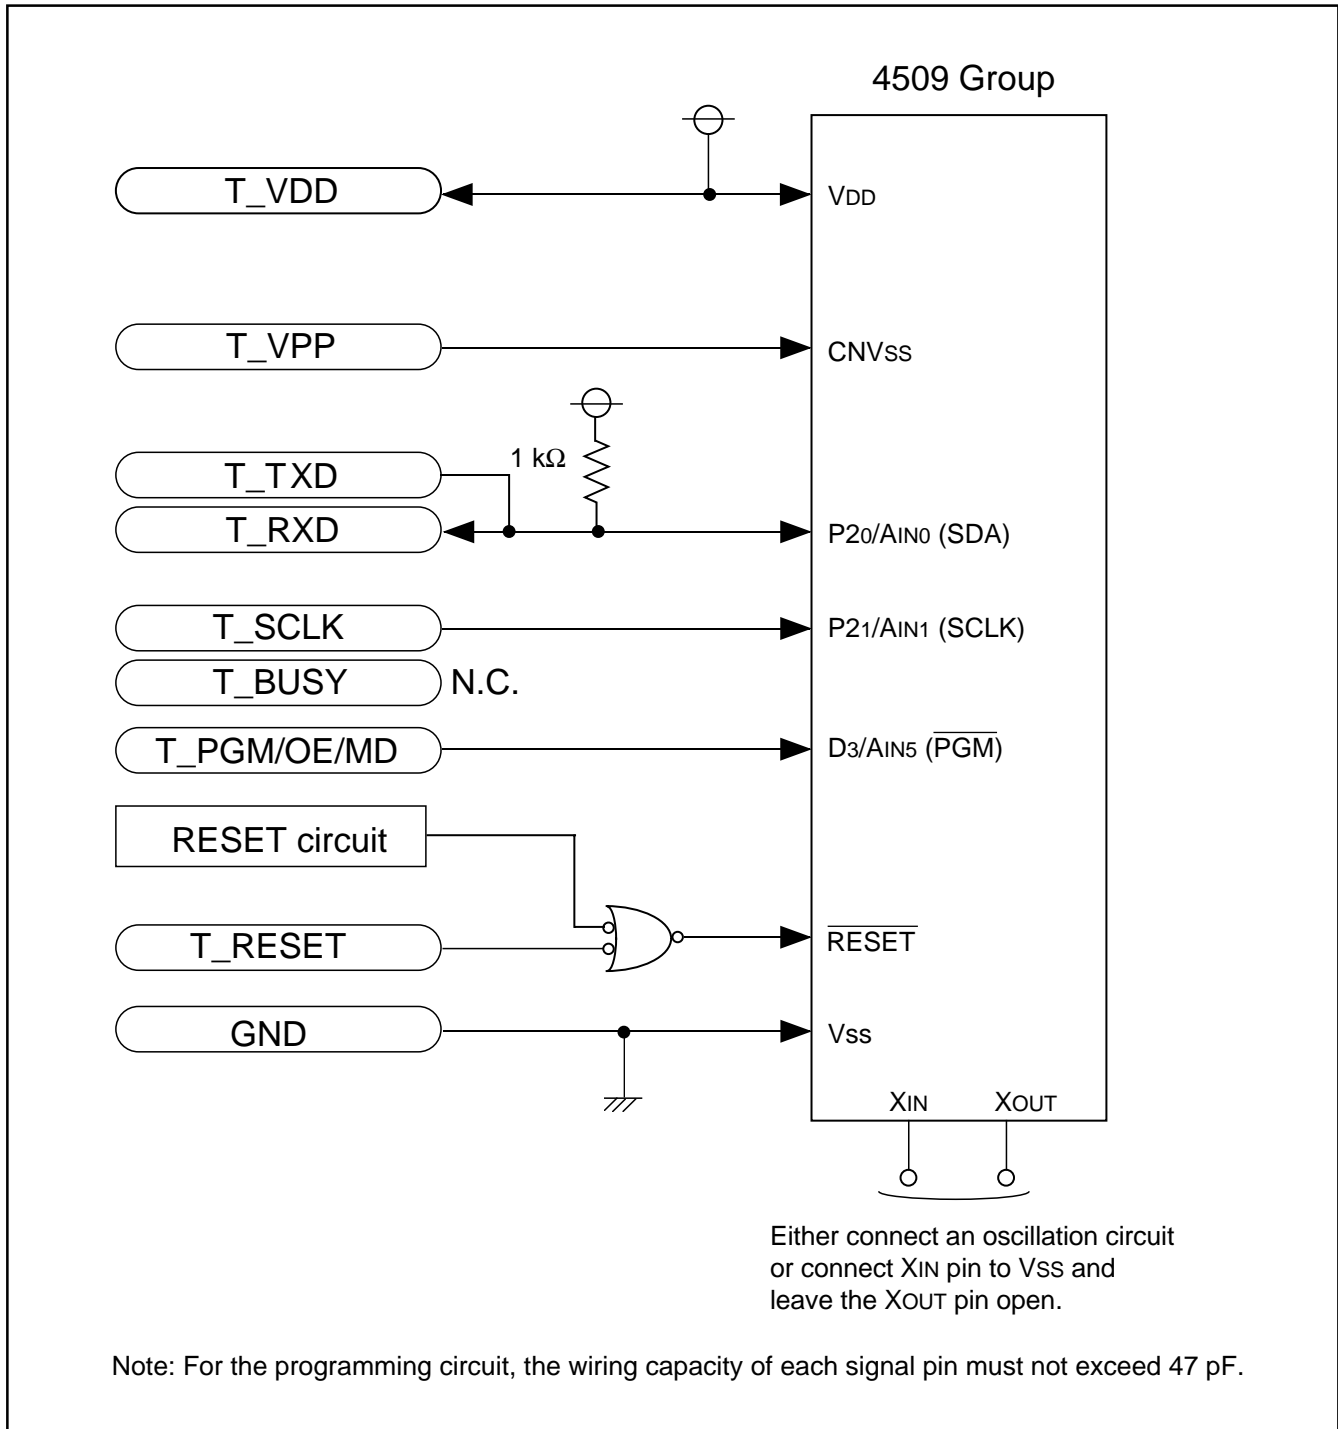 4509 Group
T_VDD
VDD
T_VPP
CNVSS
T_TXD
1 kΩ
T_RXD
P20/AIN0 (SDA)
T_SCLK
P21/AIN1 (SCLK)
T_BUSY
N.C.
T_PGM/OE/MD
D3/AIN5 (P̅G̅M̅)
RESET circuit
T_RESET
R̅E̅S̅E̅T̅
GND
VSS
XIN
XOUT
Either connect an oscillation circuit
or connect XIN pin to VSS and
leave the XOUT pin open.
Note: For the programming circuit, the wiring capacity of each signal pin must not exceed 47 pF.